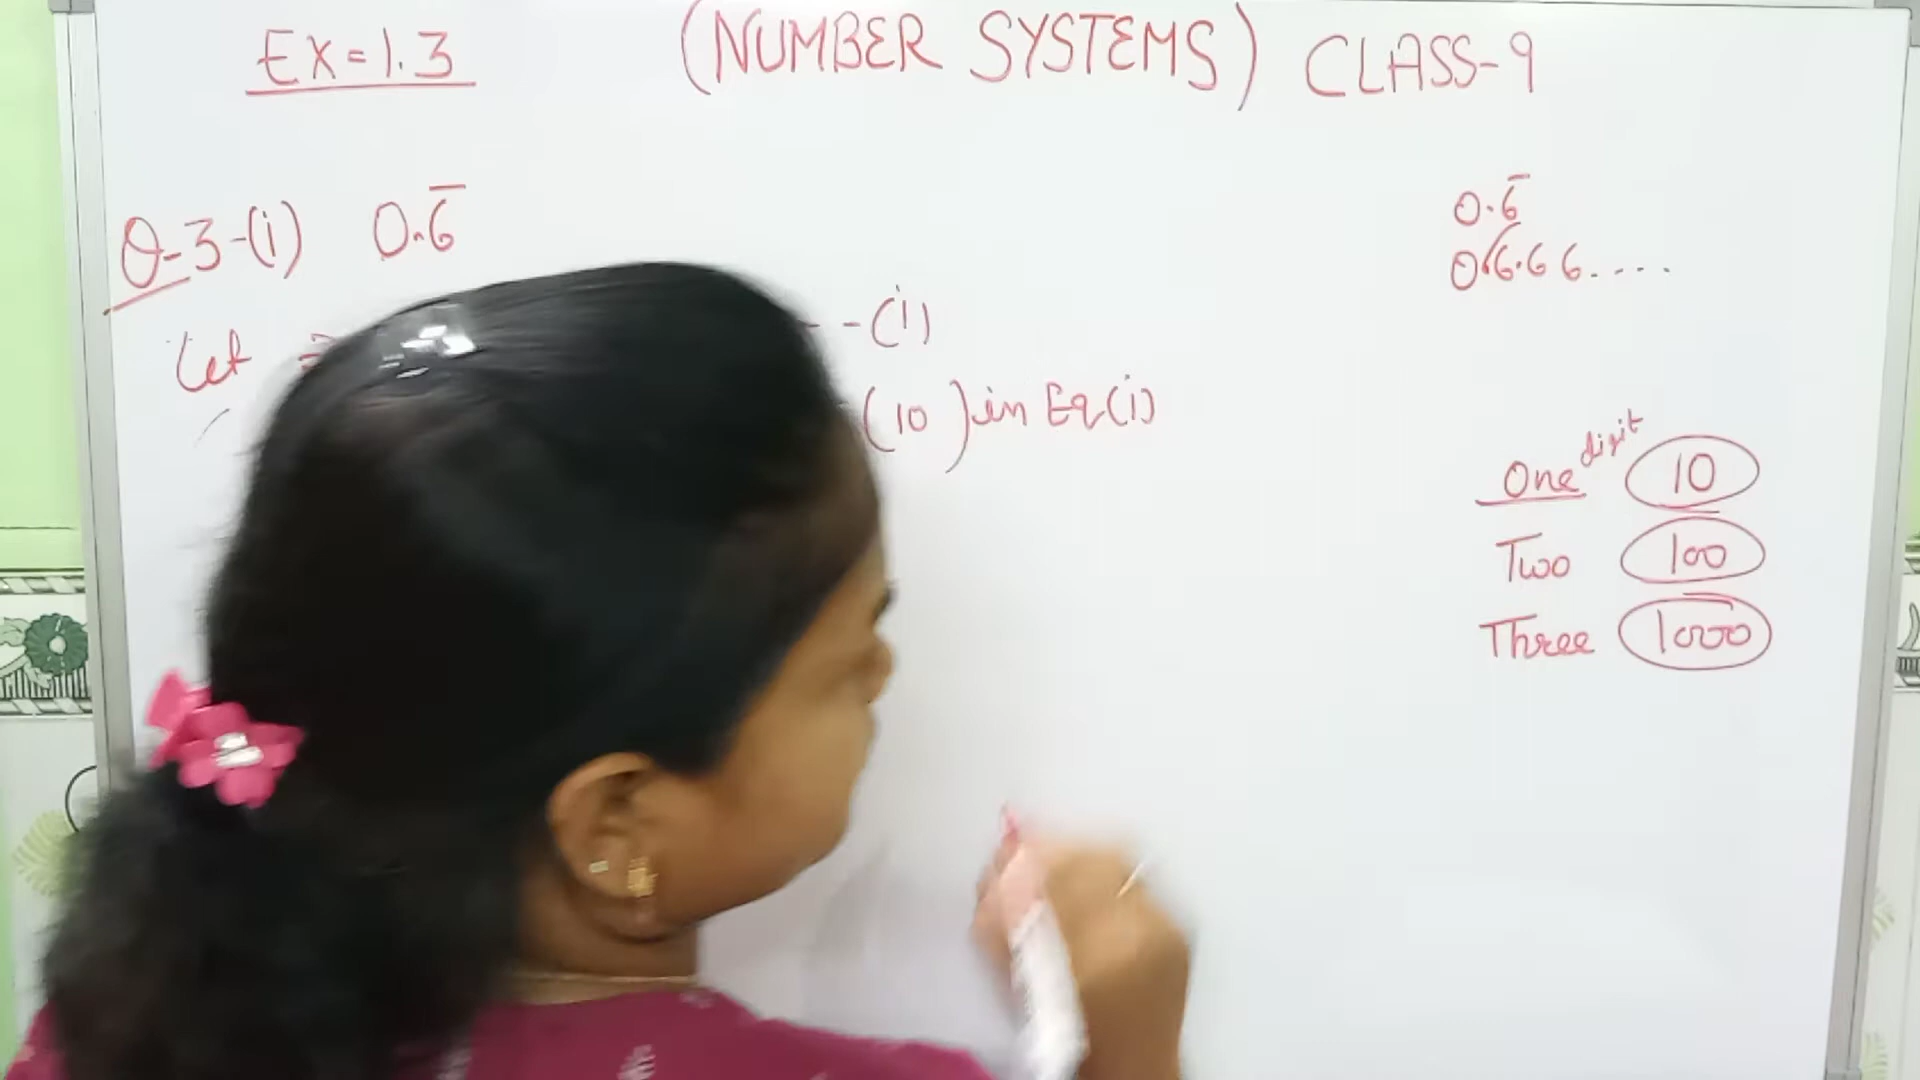 EX=1.3 (NUMBER SYSTEMS) CLASS-9
Q-3-(i) 0.6̅
Let
--(i)
(10) in Eq(i)
0.6̅
0.6.66....
One digit 10
Two 100
Three 1000